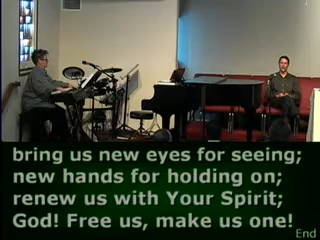 bring us new eyes for seeing;
new hands for holding on;
renew us with Your Spirit;
God! Free us, make us one!
End